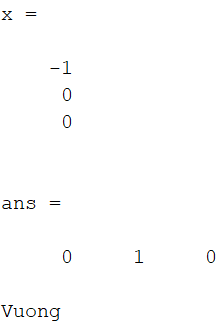 x =
-1
0
0
ans =
0 1 0
Vuong